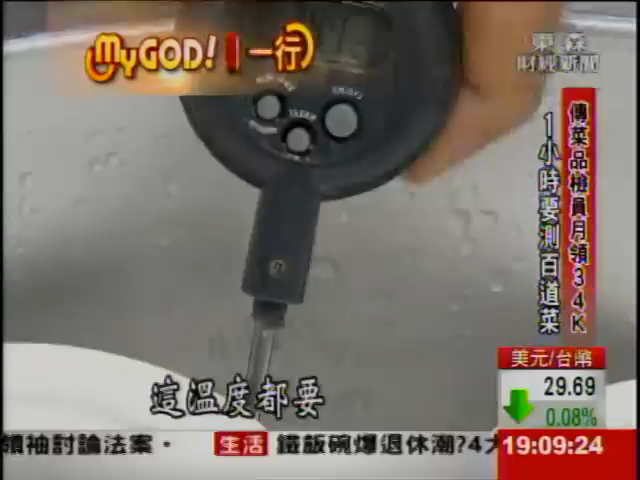 MyGOD!一行
東森
財經新聞
傳菜品檢員月領34K
1小時要測百道菜
美元/台幣
29.69
0.08%
這溫度都要
領袖討論法案。 生活 鐵飯碗爆退休潮?4大
19:09:24